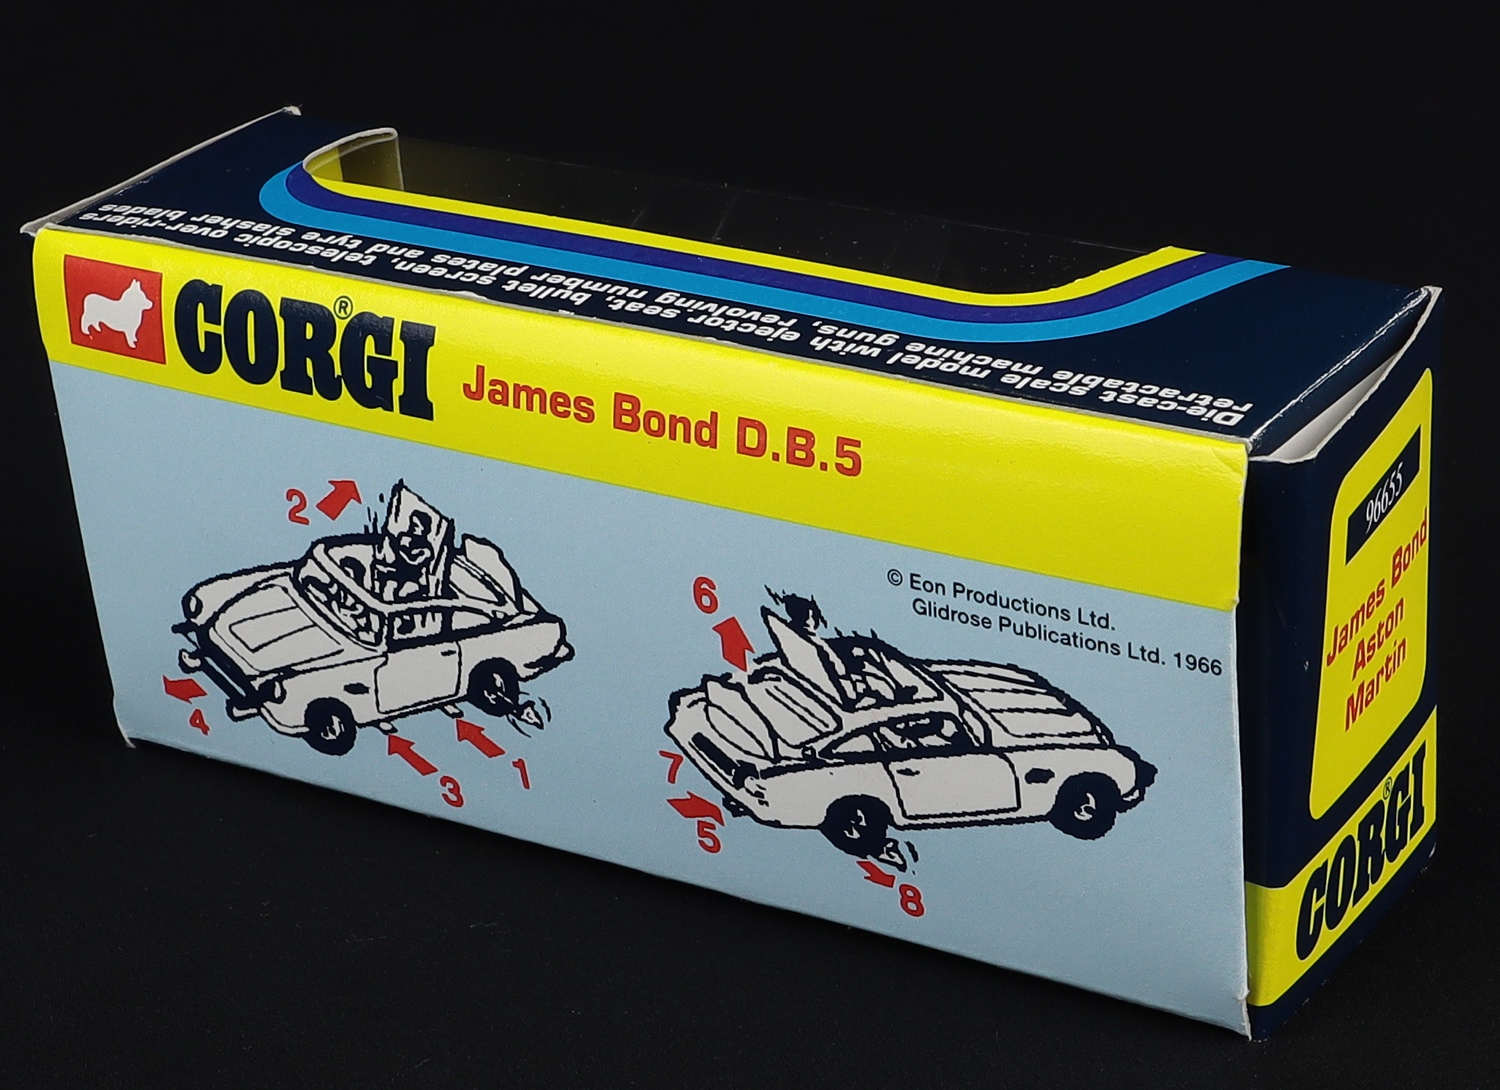 Die-cast scale model with ejector seat, bullet screen, telescopic over-riders
retractable machine guns, revolving number plates and tyre slasher blades
CORGI®
James Bond D.B.5
2
4
3
1
© Eon Productions Ltd.
Glidrose Publications Ltd. 1966
6
7
5
8
96655
James Bond
Aston
Martin
CORGI®